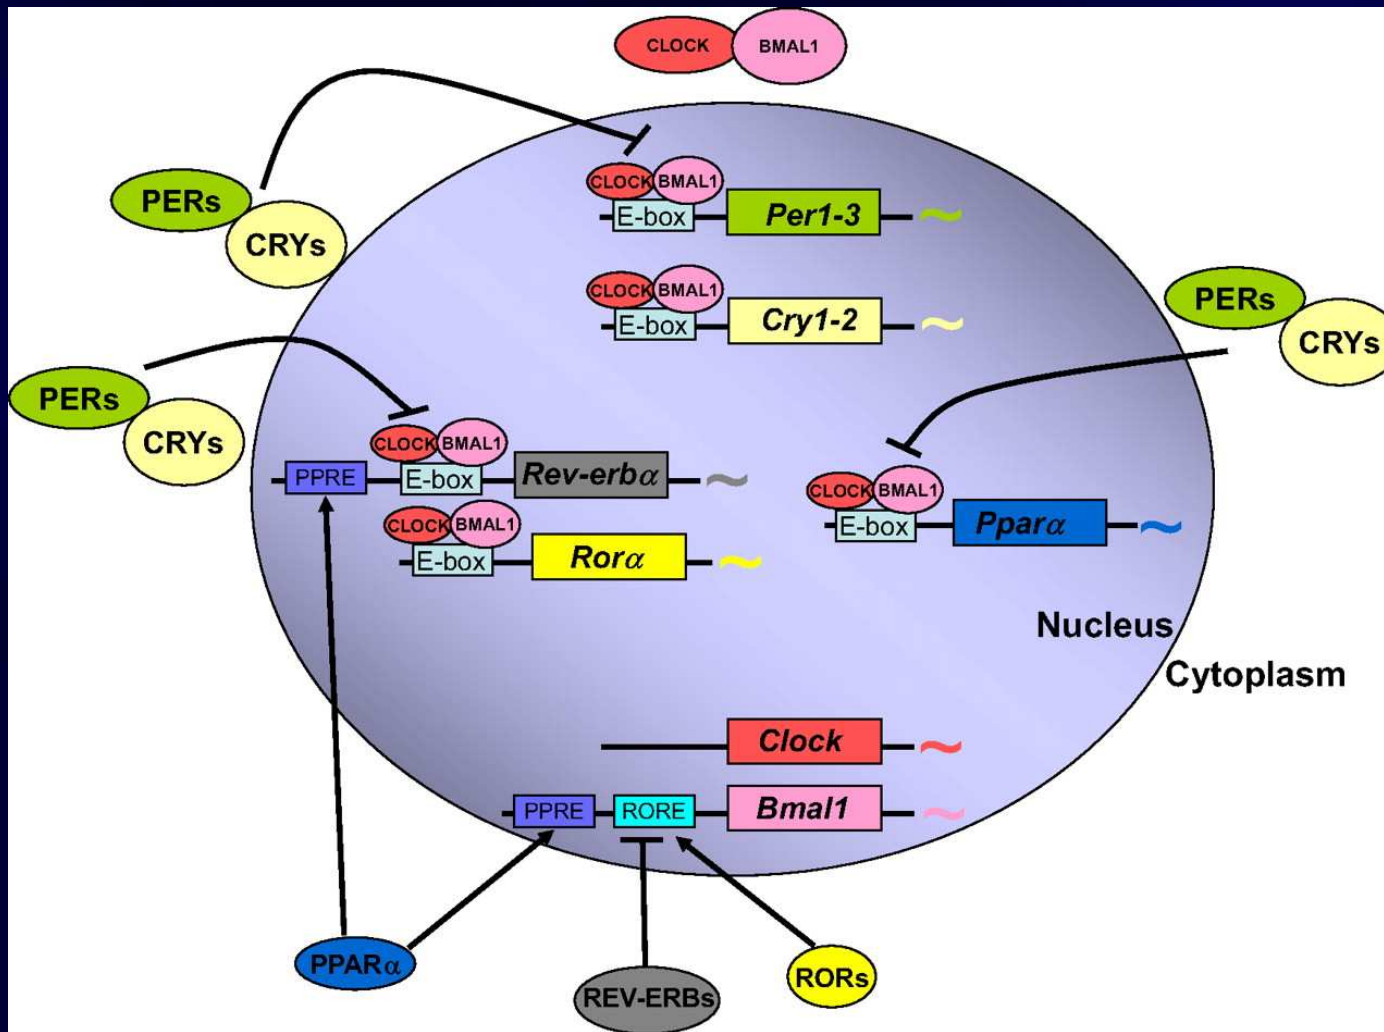 CLOCK BMAL1
CLOCK BMAL1
PERs
E-box Per1-3
CRYs
CLOCK BMAL1
PERs
E-box Cry1-2
CRYs
PERs
CRYs
CLOCK BMAL1
PPRE E-box Rev-erbα
CLOCK BMAL1
E-box Pparα
CLOCK BMAL1
E-box Rorα
Nucleus
Cytoplasm
Clock
PPRE RORE Bmal1
PPARα
REV-ERBs
RORs